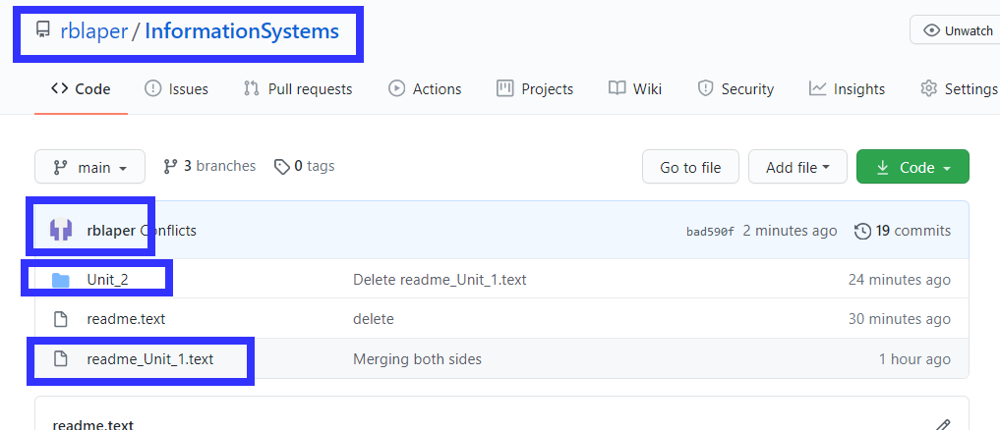 rblaper / InformationSystems
Unwatch
Code Issues Pull requests Actions Projects Wiki Security Insights Settings
main 3 branches 0 tags Go to file Add file Code
rblaper Conflicts bad590f 2 minutes ago 19 commits
Unit_2 Delete readme_Unit_1.text 24 minutes ago
readme.text delete 30 minutes ago
readme_Unit_1.text Merging both sides 1 hour ago
readme.text